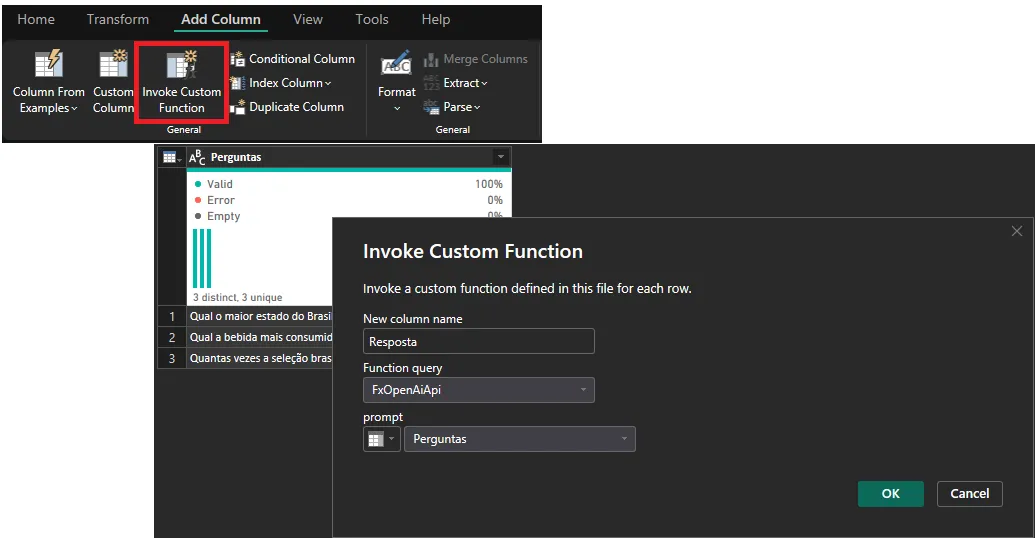 Home Transform Add Column View Tools Help
Column From Examples
Custom Column
Invoke Custom Function
Conditional Column
Index Column
Duplicate Column
General
Format
Merge Columns
Extract
Parse
General
ABC Perguntas
Valid 100%
Error 0%
Empty 0%
3 distinct, 3 unique
1 Qual o maior estado do Brasil
2 Qual a bebida mais consumid
3 Quantas vezes a seleção bras
Invoke Custom Function
Invoke a custom function defined in this file for each row.
New column name
Resposta
Function query
FxOpenAiApi
prompt
Perguntas
OK Cancel